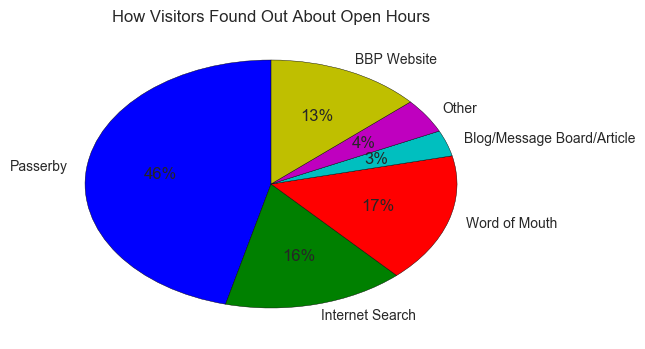 How Visitors Found Out About Open Hours
BBP Website
13%
Other
4%
Blog/Message Board/Article
3%
Passerby
46%
17%
Word of Mouth
16%
Internet Search